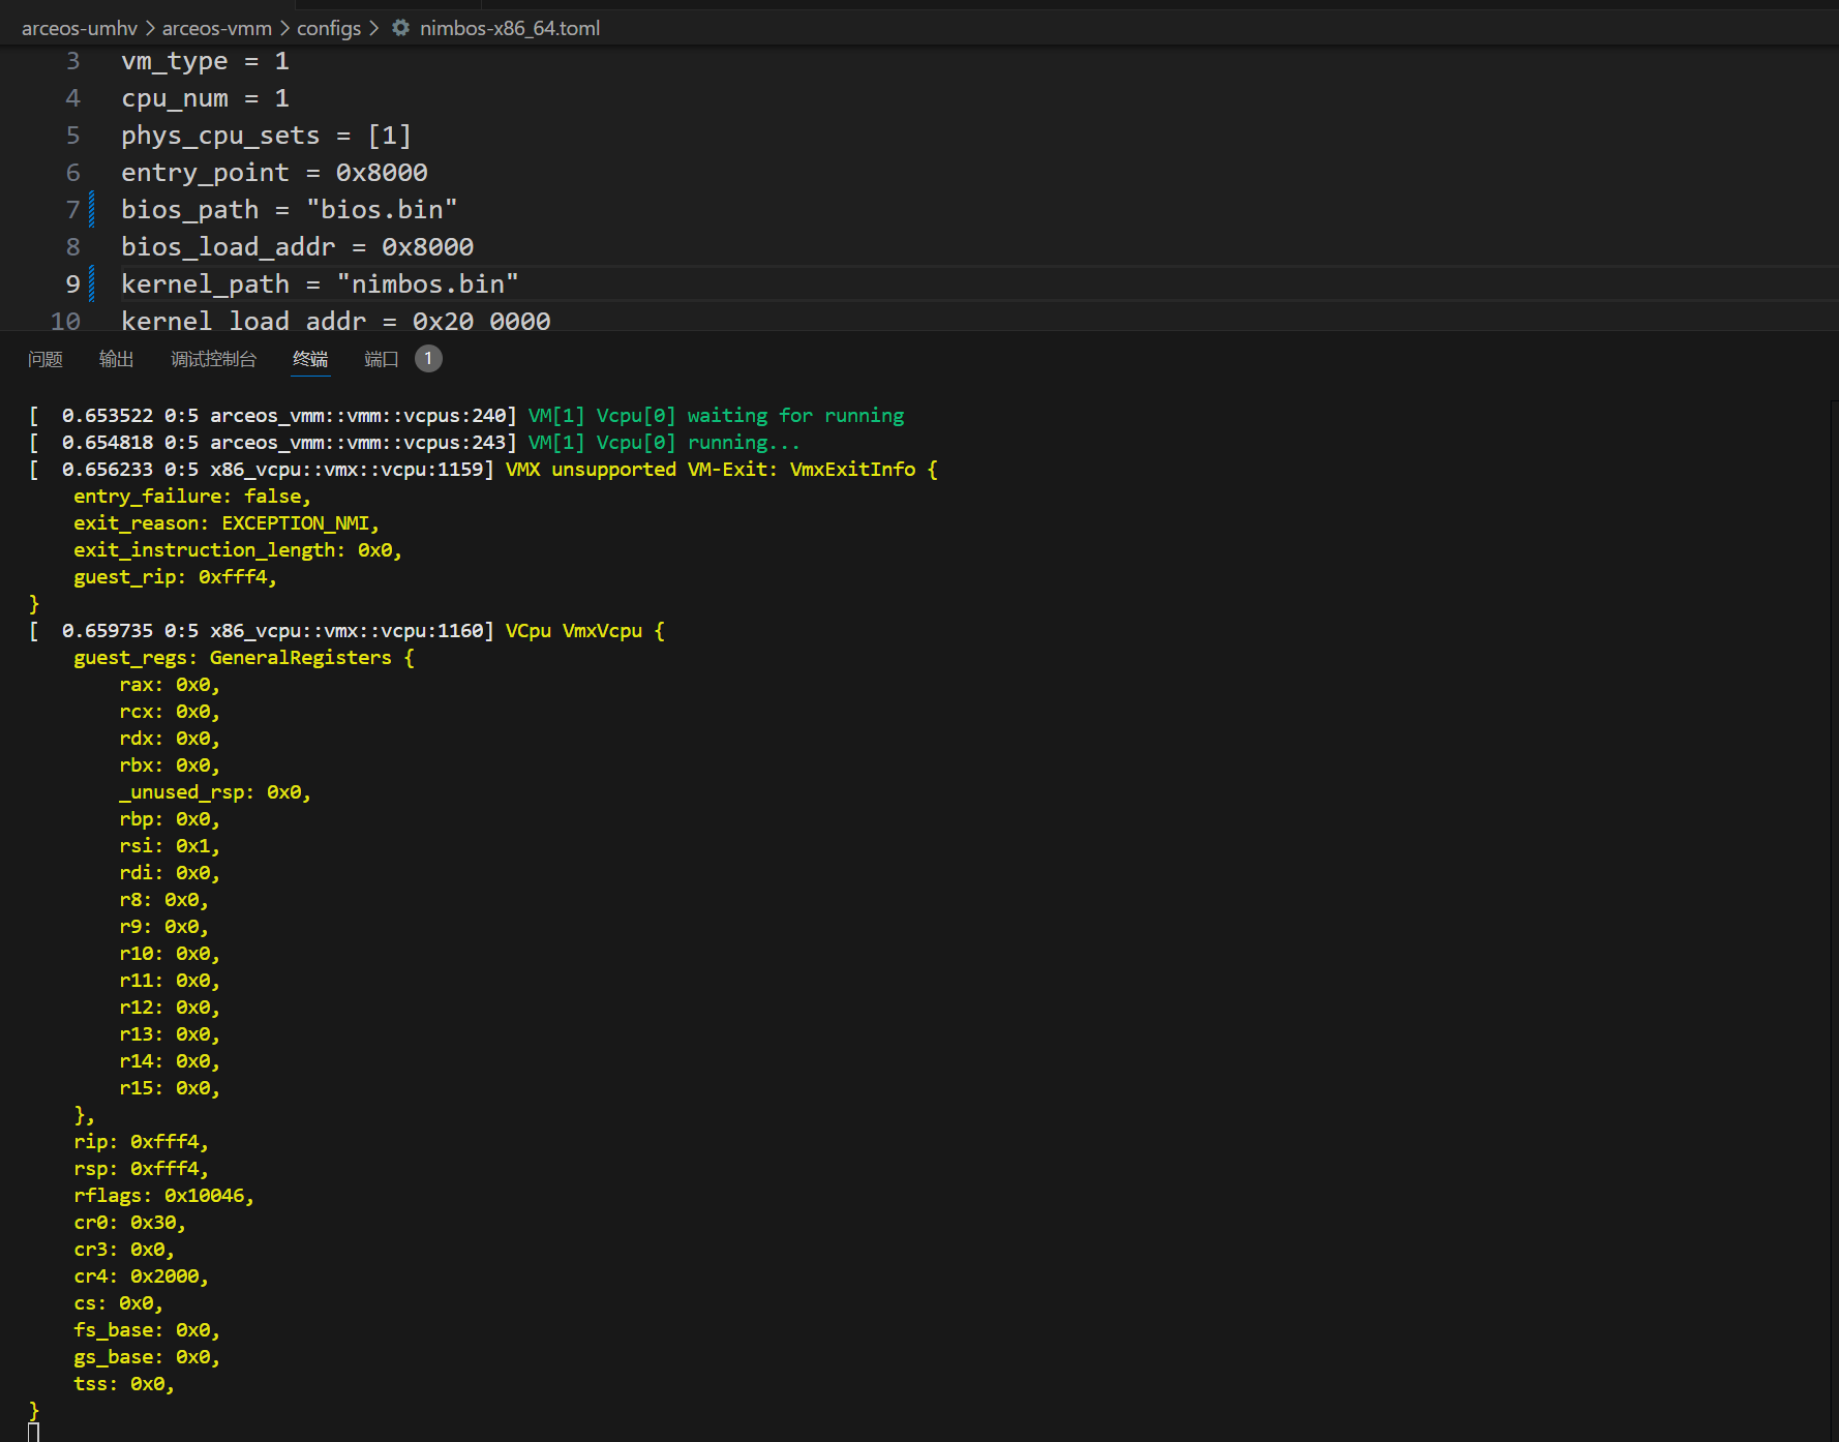 arceos-umhv > arceos-vmm > configs > nimbos-x86_64.toml
3 vm_type = 1
4 cpu_num = 1
5 phys_cpu_sets = [1]
6 entry_point = 0x8000
7 bios_path = "bios.bin"
8 bios_load_addr = 0x8000
9 kernel_path = "nimbos.bin"
10 kernel_load_addr = 0x20_0000
问题 输出 调试控制台 终端 端口 1
[  0.653522 0:5 arceos_vmm::vmm::vcpus:240] VM[1] Vcpu[0] waiting for running
[  0.654818 0:5 arceos_vmm::vmm::vcpus:243] VM[1] Vcpu[0] running...
[  0.656233 0:5 x86_vcpu::vmx::vcpu:1159] VMX unsupported VM-Exit: VmxExitInfo {
    entry_failure: false,
    exit_reason: EXCEPTION_NMI,
    exit_instruction_length: 0x0,
    guest_rip: 0xfff4,
}
[  0.659735 0:5 x86_vcpu::vmx::vcpu:1160] VCpu VmxVcpu {
    guest_regs: GeneralRegisters {
        rax: 0x0,
        rcx: 0x0,
        rdx: 0x0,
        rbx: 0x0,
        _unused_rsp: 0x0,
        rbp: 0x0,
        rsi: 0x1,
        rdi: 0x0,
        r8: 0x0,
        r9: 0x0,
        r10: 0x0,
        r11: 0x0,
        r12: 0x0,
        r13: 0x0,
        r14: 0x0,
        r15: 0x0,
    },
    rip: 0xfff4,
    rsp: 0xfff4,
    rflags: 0x10046,
    cr0: 0x30,
    cr3: 0x0,
    cr4: 0x2000,
    cs: 0x0,
    fs_base: 0x0,
    gs_base: 0x0,
    tss: 0x0,
}